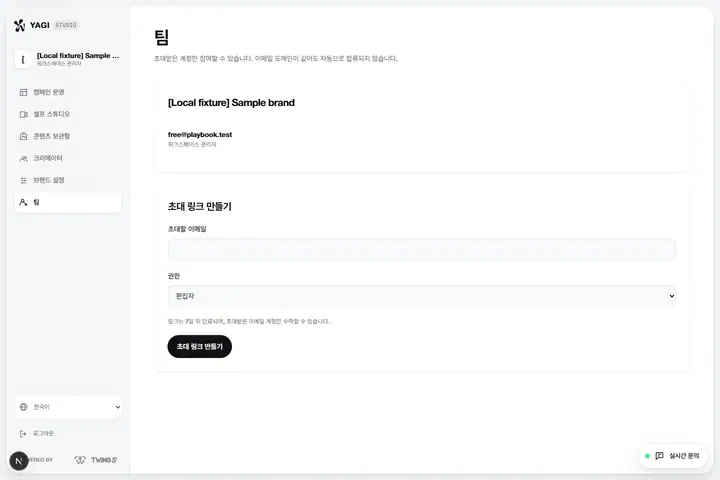 YAGI STUDIO
[Local fixture] Sample ...
워크스페이스 관리자
캠페인 운영
셀프 스튜디오
콘텐츠 보관함
크리에이터
브랜드 설정
팀
한국어
로그아웃
N
ERED BY TWINGS
팀
초대받은 계정만 참여할 수 있습니다. 이메일 도메인이 같아도 자동으로 합류되지 않습니다.
[Local fixture] Sample brand
free@playbook.test
워크스페이스 관리자
초대 링크 만들기
초대할 이메일
권한
편집자
링크는 7일 뒤 만료되며, 초대받은 이메일 계정만 수락할 수 있습니다.
초대 링크 만들기
실시간 문의